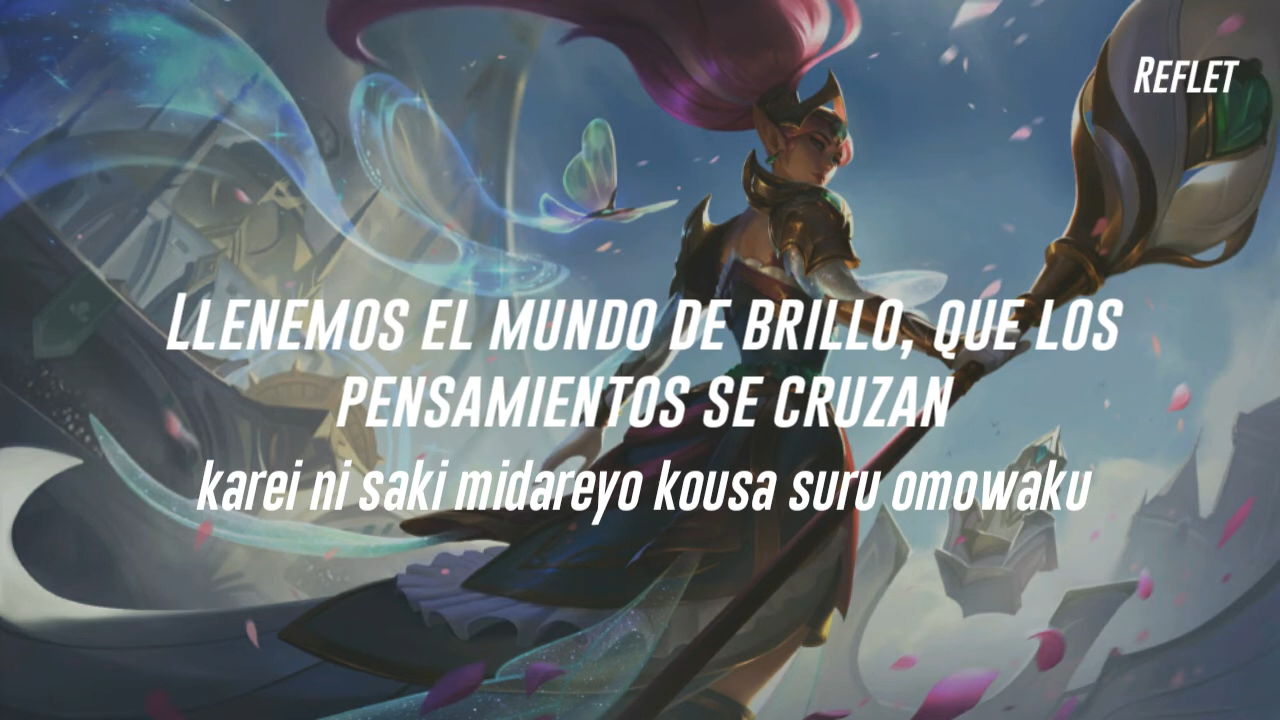 Reflet
Llenemos el mundo de brillo, que los
pensamientos se cruzan
karei ni saki midareyo kousa suru omowaku